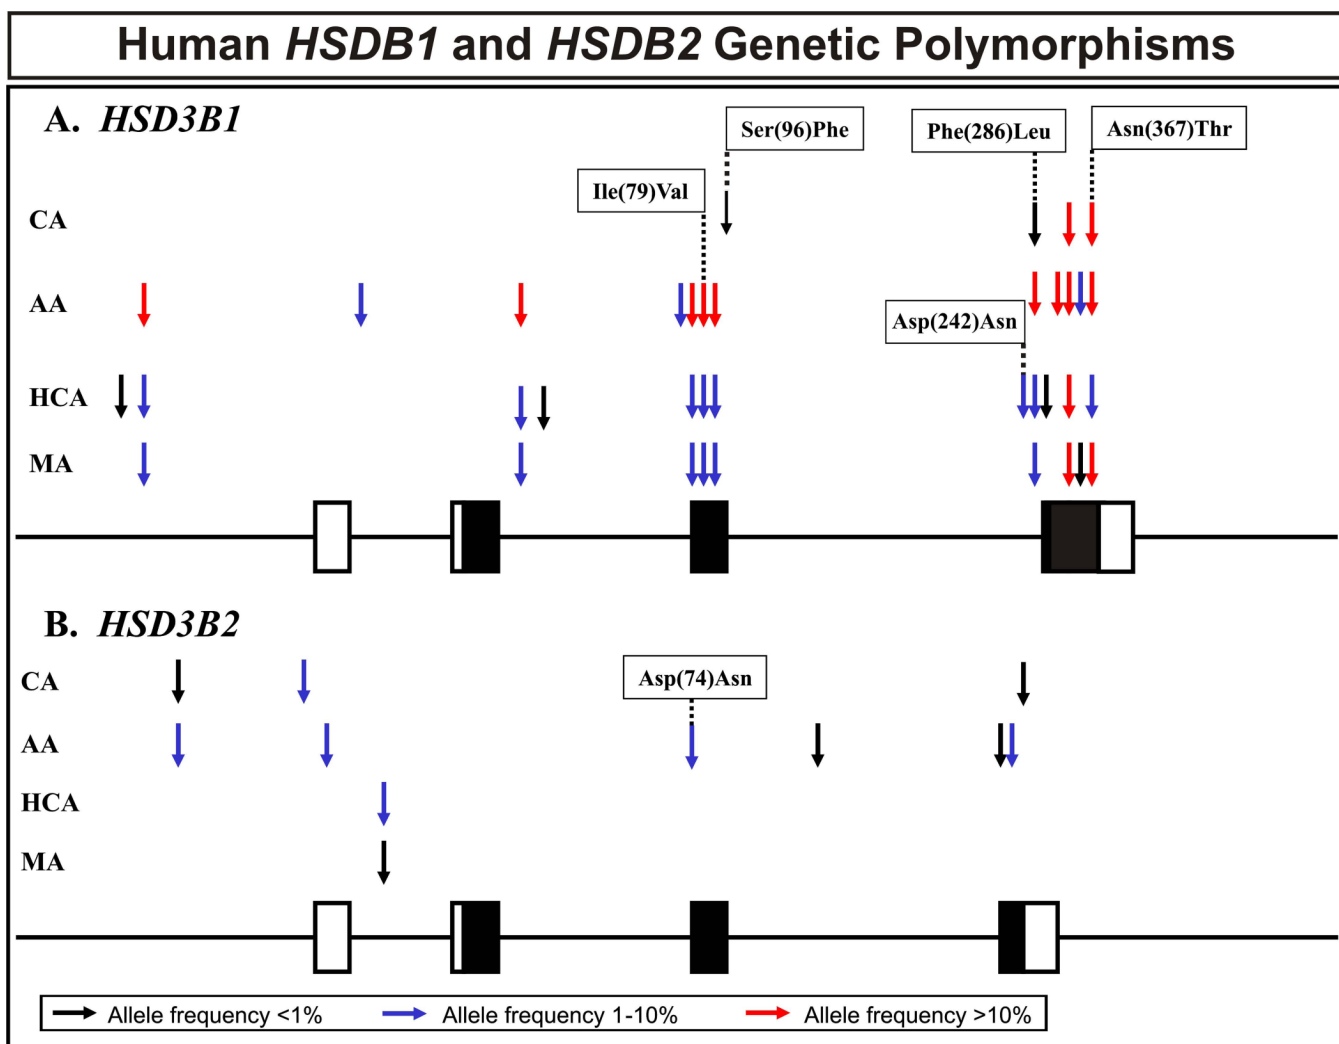 Human HSDB1 and HSDB2 Genetic Polymorphisms
A. HSD3B1
Ser(96)Phe
Phe(286)Leu
Asn(367)Thr
Ile(79)Val
CA
AA
Asp(242)Asn
HCA
MA
B. HSD3B2
CA
Asp(74)Asn
AA
HCA
MA
Allele frequency <1%
Allele frequency 1-10%
Allele frequency >10%